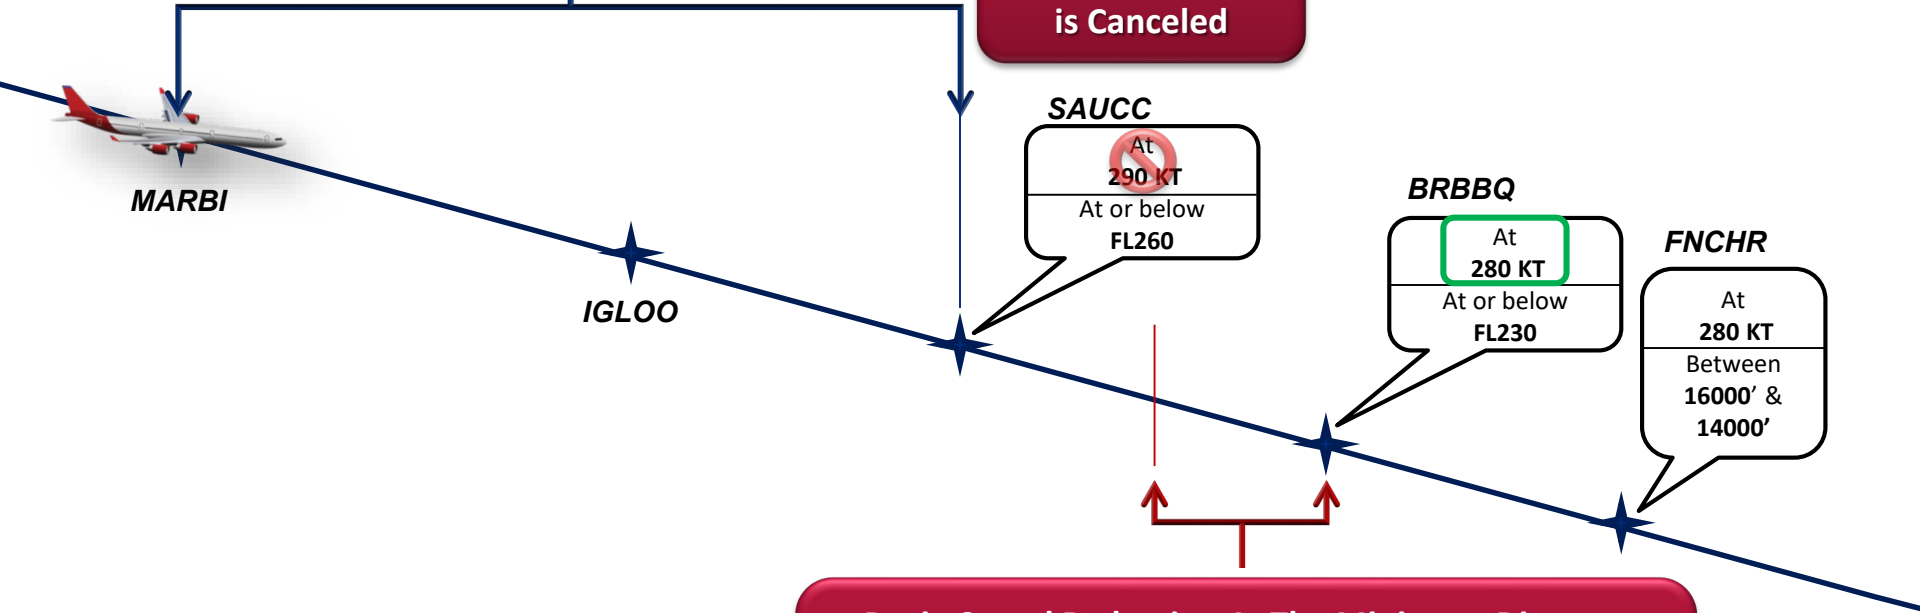 is Canceled
SAUCC
At
290 KT
At or below
FL260
MARBI
BRBBQ
At
280 KT
At or below
FL230
FNCHR
At
280 KT
Between
16000’ &
14000’
IGLOO